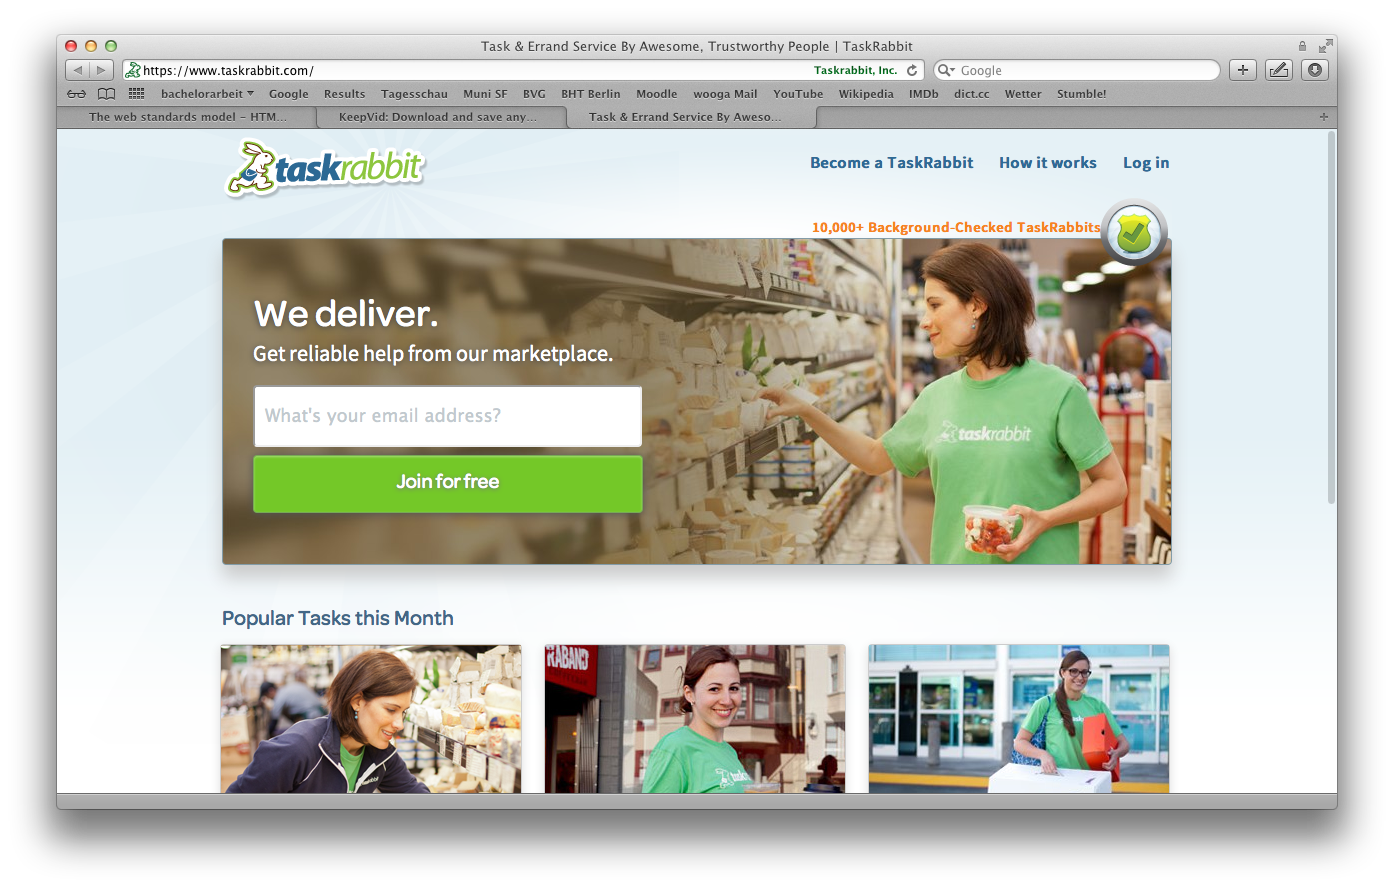 Task & Errand Service By Awesome, Trustworthy People | TaskRabbit
https://www.taskrabbit.com/ Taskrabbit, Inc. Google
bachelorarbeit Google Results Tagesschau Muni SF BVG BHT Berlin Moodle wooga Mail YouTube Wikipedia IMDb dict.cc Wetter Stumble!
The web standards model - HTM... KeepVid: Download and save any... Task & Errand Service By Aweso...
taskrabbit
Become a TaskRabbit How it works Log in
10,000+ Background-Checked TaskRabbits
We deliver.
Get reliable help from our marketplace.
What's your email address?
Join for free
taskrabbit
Popular Tasks this Month
RABAND